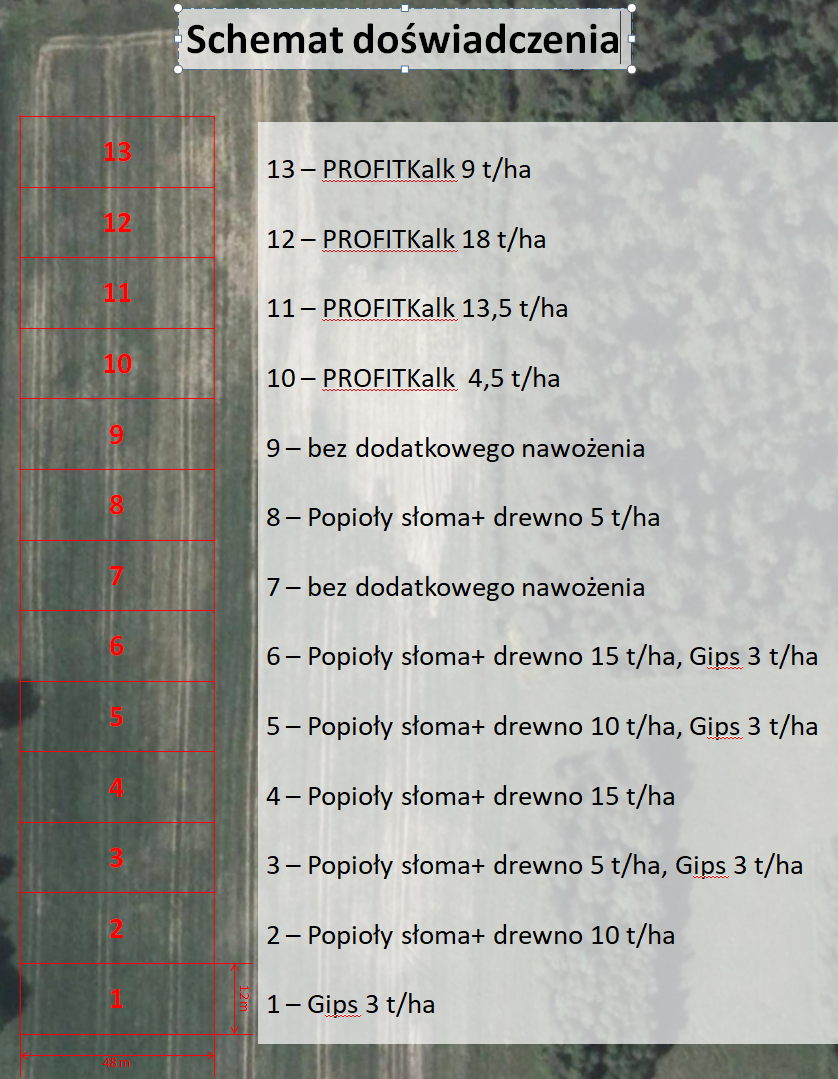 Schemat doświadczenia
13
12
11
10
9
8
7
6
5
4
3
2
1
12m
48m
13 – PROFITKalk 9 t/ha
12 – PROFITKalk 18 t/ha
11 – PROFITKalk 13,5 t/ha
10 – PROFITKalk 4,5 t/ha
9 – bez dodatkowego nawożenia
8 – Popioły słoma+ drewno 5 t/ha
7 – bez dodatkowego nawożenia
6 – Popioły słoma+ drewno 15 t/ha, Gips 3 t/ha
5 – Popioły słoma+ drewno 10 t/ha, Gips 3 t/ha
4 – Popioły słoma+ drewno 15 t/ha
3 – Popioły słoma+ drewno 5 t/ha, Gips 3 t/ha
2 – Popioły słoma+ drewno 10 t/ha
1 – Gips 3 t/ha